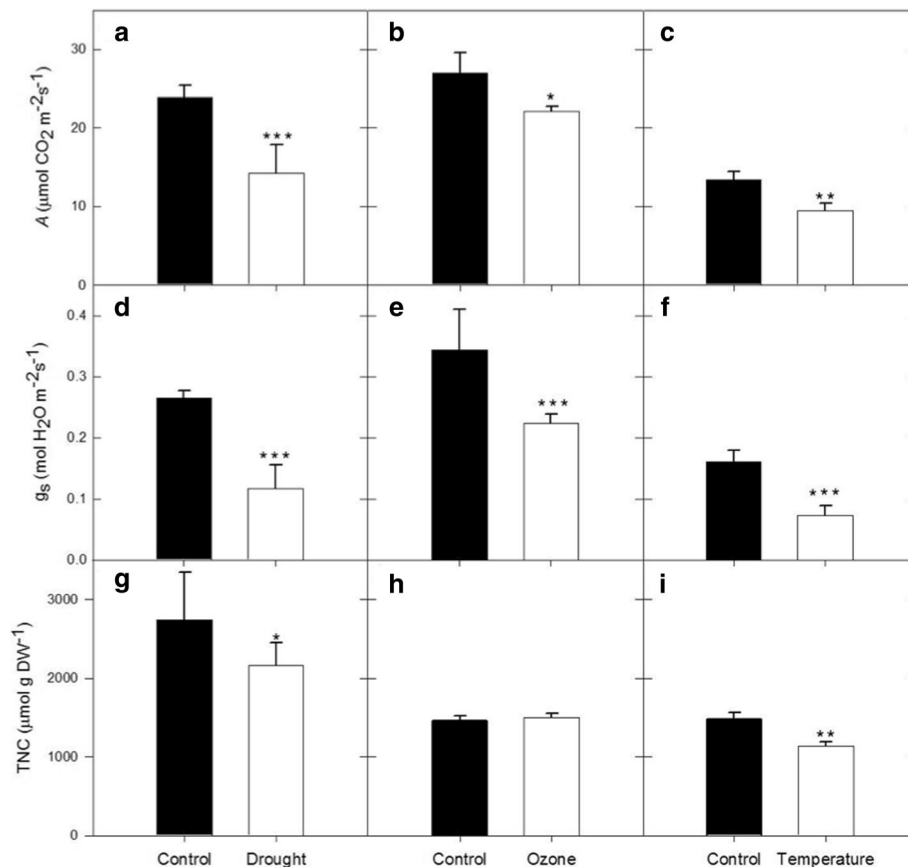 a
b
c
A (µmol CO2 m-2s-1)
30
20
10
0
***
*
**
d
e
f
gs (mol H2O m-2s-1)
0.4
0.3
0.2
0.1
0.0
***
***
***
g
h
i
TNC (µmol g DW-1)
3000
2000
1000
0
*
**
Control Drought Control Ozone Control Temperature